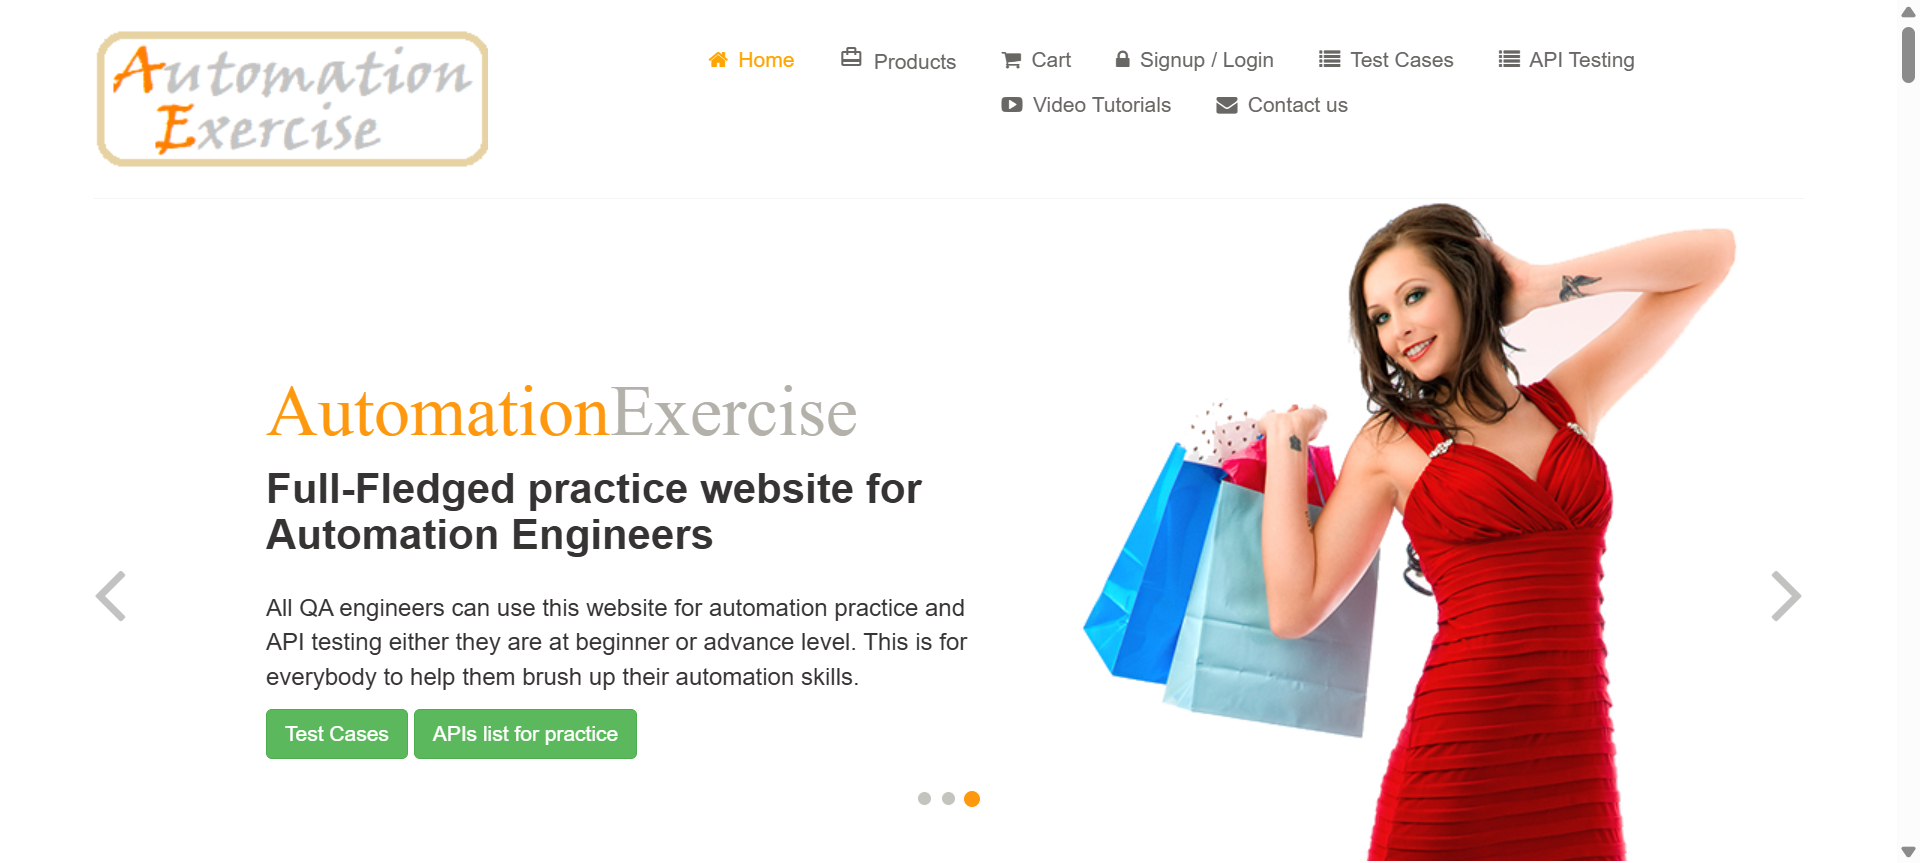 Automation
Exercise
Home
Products
Cart
Signup / Login
Test Cases
API Testing
Video Tutorials
Contact us
AutomationExercise
Full-Fledged practice website for
Automation Engineers
All QA engineers can use this website for automation practice and
API testing either they are at beginner or advance level. This is for
everybody to help them brush up their automation skills.
Test Cases
APIs list for practice